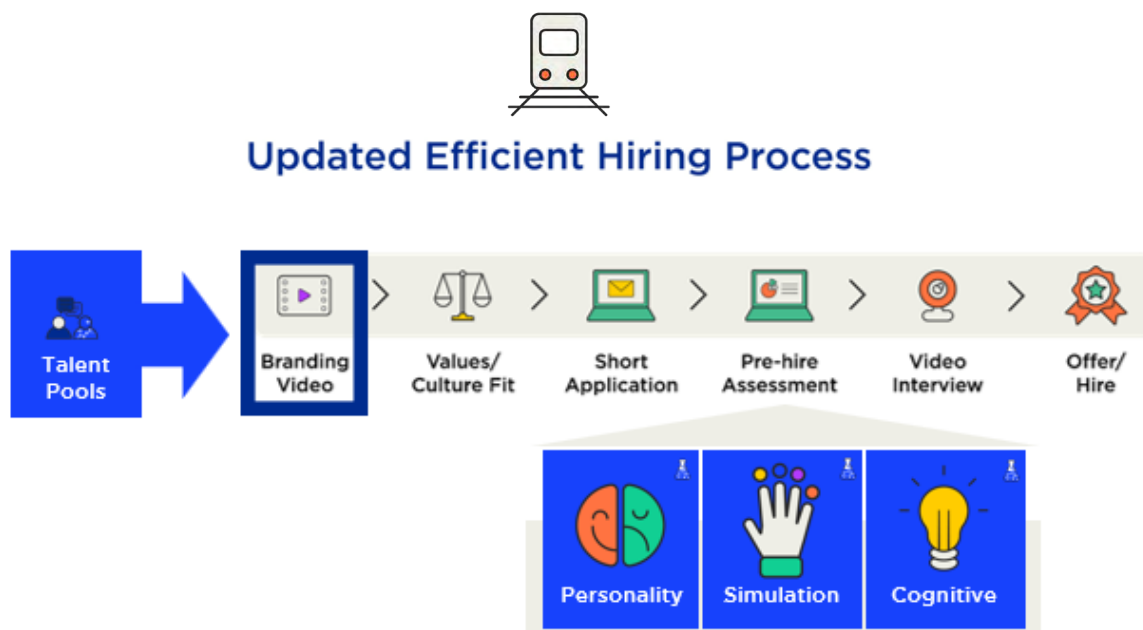 Updated Efficient Hiring Process
Talent
Pools
Branding
Video
Values/
Culture Fit
Short
Application
Pre-hire
Assessment
Video
Interview
Offer/
Hire
Personality
Simulation
Cognitive